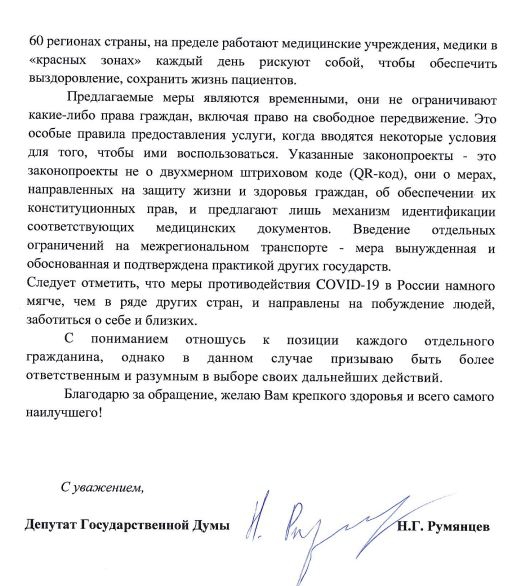 60 регионах страны, на пределе работают медицинские учреждения, медики в
«красных зонах» каждый день рискуют собой, чтобы обеспечить
выздоровление, сохранить жизнь пациентов.
Предлагаемые меры являются временными, они не ограничивают
какие-либо права граждан, включая право на свободное передвижение. Это
особые правила предоставления услуги, когда вводятся некоторые условия
для того, чтобы ими воспользоваться. Указанные законопроекты - это
законопроекты не о двухмерном штриховом коде (QR-код), они о мерах,
направленных на защиту жизни и здоровья граждан, об обеспечении их
конституционных прав, и предлагают лишь механизм идентификации
соответствующих медицинских документов. Введение отдельных
ограничений на межрегиональном транспорте - мера вынужденная и
обоснованная и подтверждена практикой других государств.
Следует отметить, что меры противодействия COVID-19 в России намного
мягче, чем в ряде других стран, и направлены на побуждение людей,
заботиться о себе и близких.
С пониманием отношусь к позиции каждого отдельного
гражданина, однако в данном случае призываю быть более
ответственным и разумным в выборе своих дальнейших действий.
Благодарю за обращение, желаю Вам крепкого здоровья и всего самого
наилучшего!
С уважением,
Депутат Государственной Думы Н.Г. Румянцев